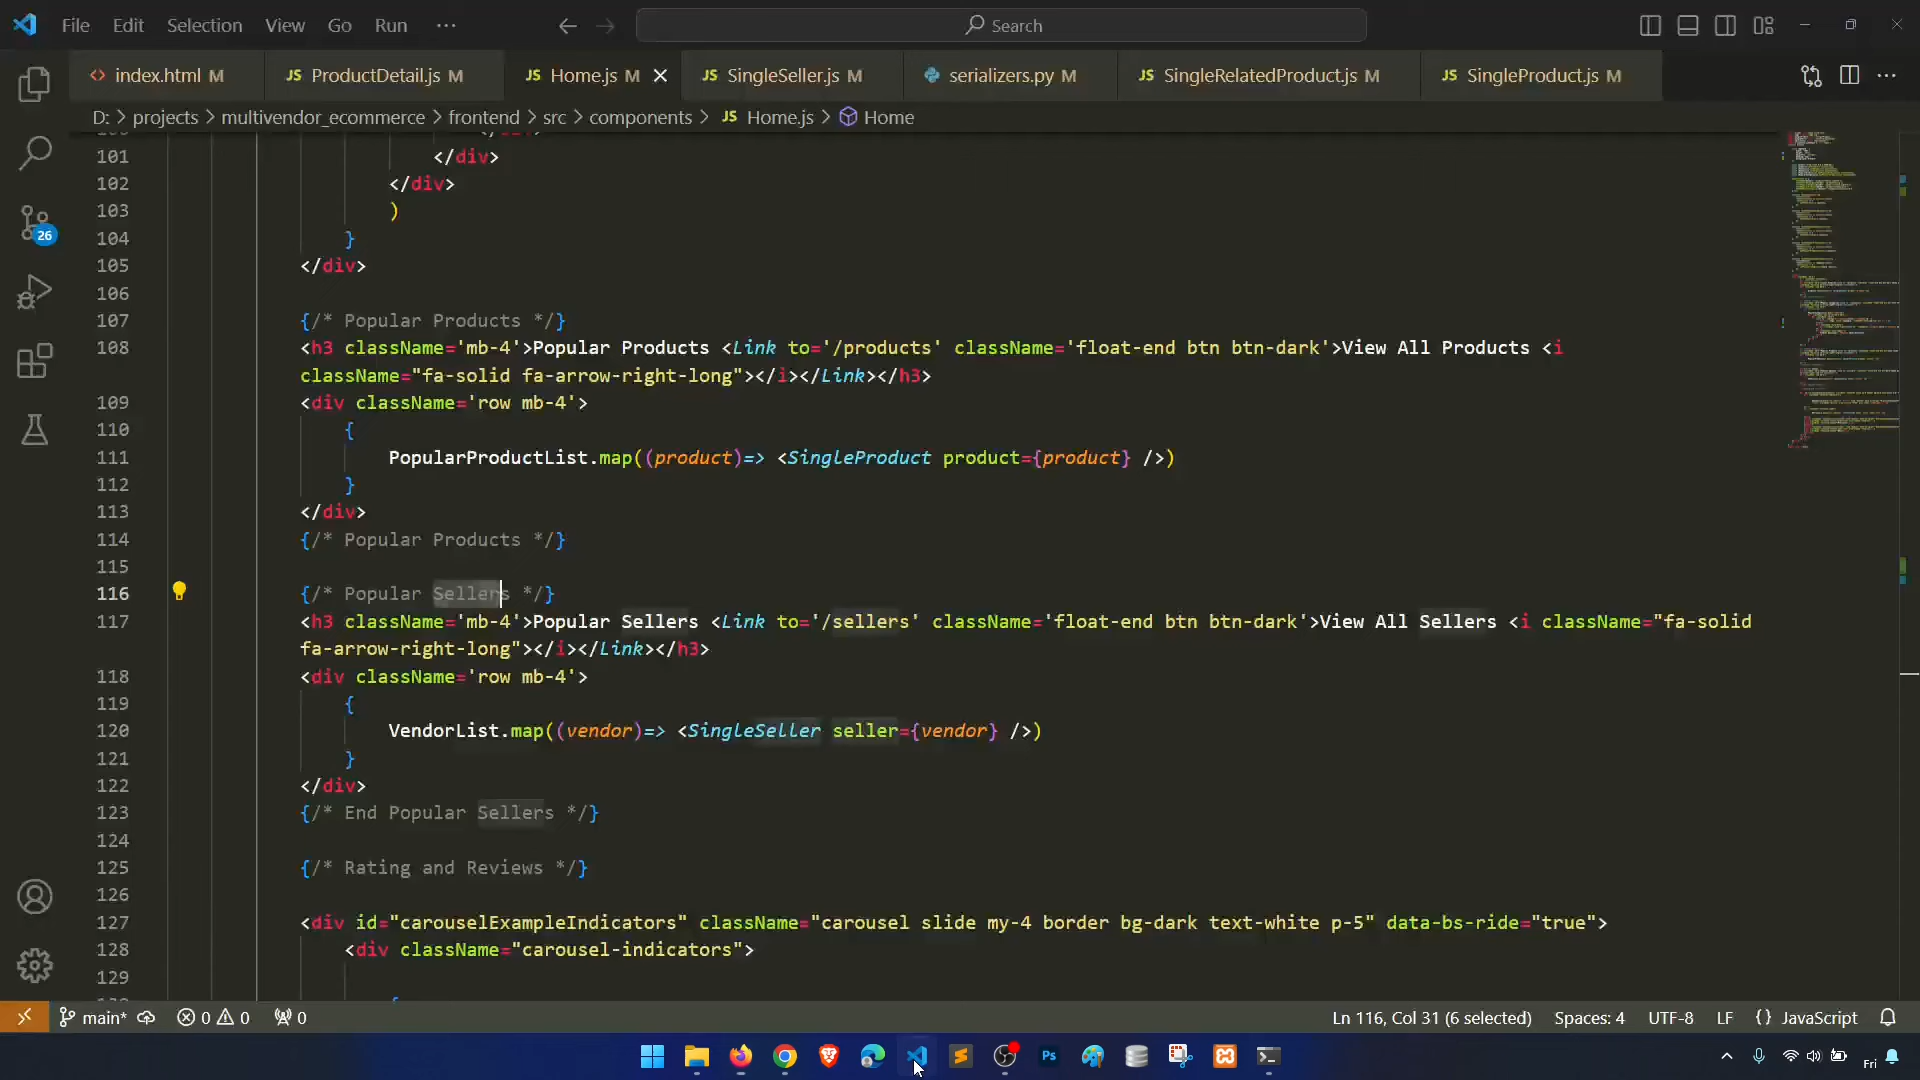 File Edit Selection View Go Run ··· Search
index.html M ProductDetail.js M Home.js M SingleSeller.js M serializers.py M SingleRelatedProduct.js M SingleProduct.js M
D: > projects > multivendor_ecommerce > frontend > src > components > JS Home.js > Home
101 </div>
102 </div>
103 )
104 }
105 </div>
106
107 {/* Popular Products */}
108 <h3 className='mb-4'>Popular Products <Link to='/products' className='float-end btn btn-dark'>View All Products <i
className="fa-solid fa-arrow-right-long"></i></Link></h3>
109 <div className='row mb-4'>
110 {
111 PopularProductList.map((product)=> <SingleProduct product={product} />)
112 }
113 </div>
114 {/* Popular Products */}
115
116 {/* Popular Sellers */}
117 <h3 className='mb-4'>Popular Sellers <Link to='/sellers' className='float-end btn btn-dark'>View All Sellers <i className="fa-solid
fa-arrow-right-long"></i></Link></h3>
118 <div className='row mb-4'>
119 {
120 VendorList.map((vendor)=> <SingleSeller seller={vendor} />)
121 }
122 </div>
123 {/* End Popular Sellers */}
124
125 {/* Rating and Reviews */}
126
127 <div id="carouselExampleIndicators" className="carousel slide my-4 border bg-dark text-white p-5" data-bs-ride="true">
128 <div className="carousel-indicators">
129
26
main* 0 0 0 Ln 116, Col 31 (6 selected) Spaces: 4 UTF-8 LF {} JavaScript
Ps Fri